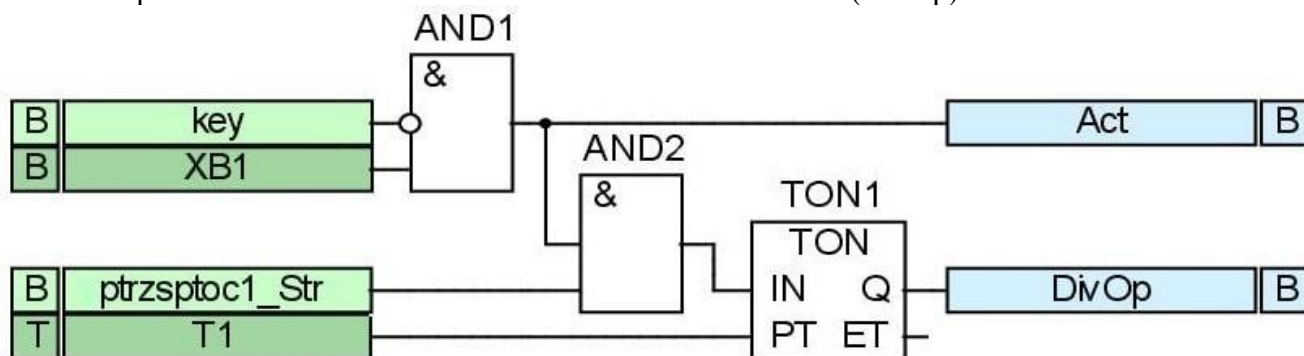 AND1
&
B key Act B
B XB1
AND2
&
TON1
TON
B ptrzsptoc1_Str IN Q DivOp B
T T1 PT ET